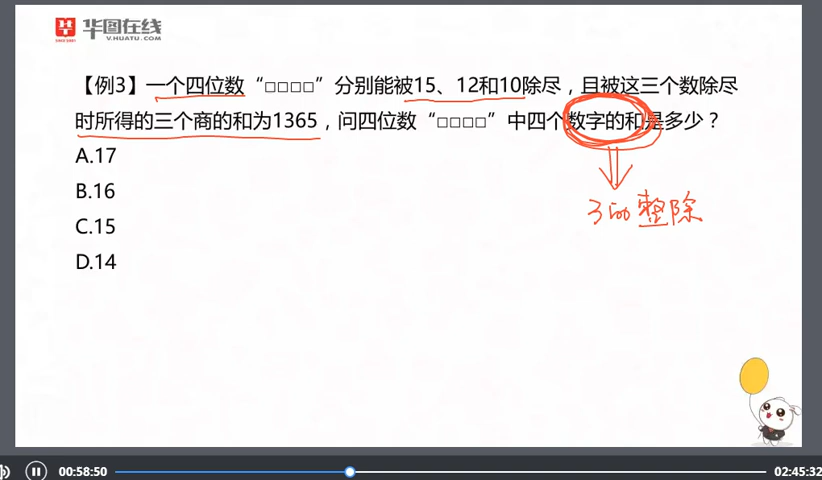 华图在线
V.HUATU.COM
【例3】一个四位数“□□□□”分别能被15、12和10除尽，且被这三个数除尽
时所得的三个商的和为1365，问四位数“□□□□”中四个数字的和是多少？
A.17
B.16
C.15
D.14
3的整除
00:58:50
02:45:32